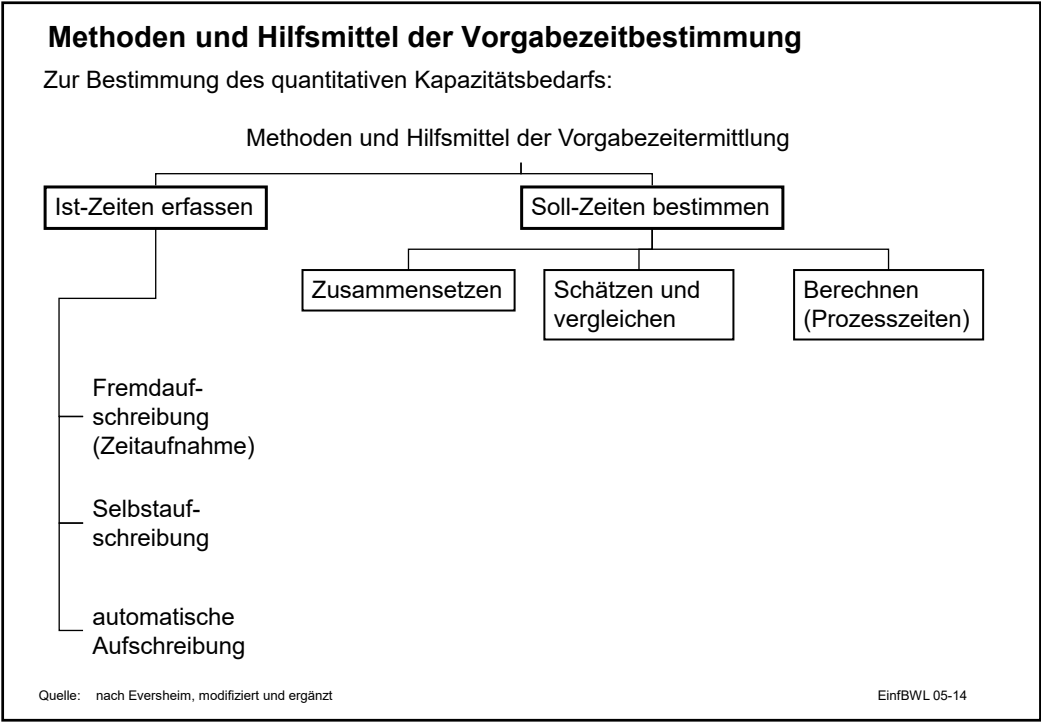 Methoden und Hilfsmittel der Vorgabezeitbestimmung
Zur Bestimmung des quantitativen Kapazitätsbedarfs:
Methoden und Hilfsmittel der Vorgabezeitermittlung
Ist-Zeiten erfassen
Soll-Zeiten bestimmen
Zusammensetzen
Schätzen und
vergleichen
Berechnen
(Prozesszeiten)
Fremdauf-
schreibung
(Zeitaufnahme)
Selbstauf-
schreibung
automatische
Aufschreibung
Quelle: nach Eversheim, modifiziert und ergänzt
EinfBWL 05-14